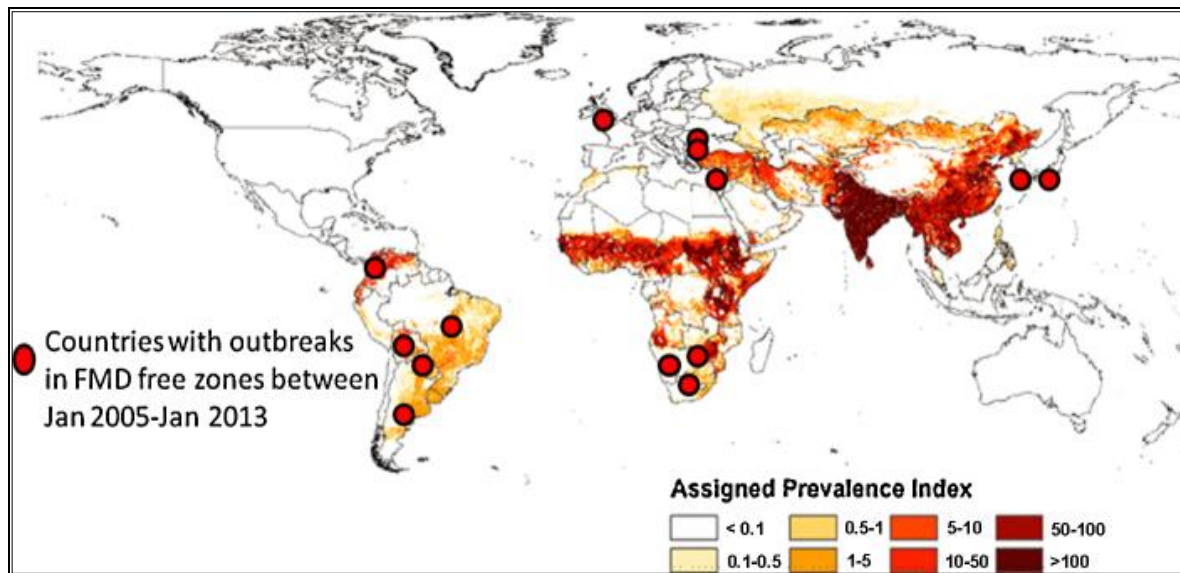 Countries with outbreaks
in FMD free zones between
Jan 2005-Jan 2013
Assigned Prevalence Index
< 0.1 0.5-1 5-10 50-100
0.1-0.5 1-5 10-50 >100